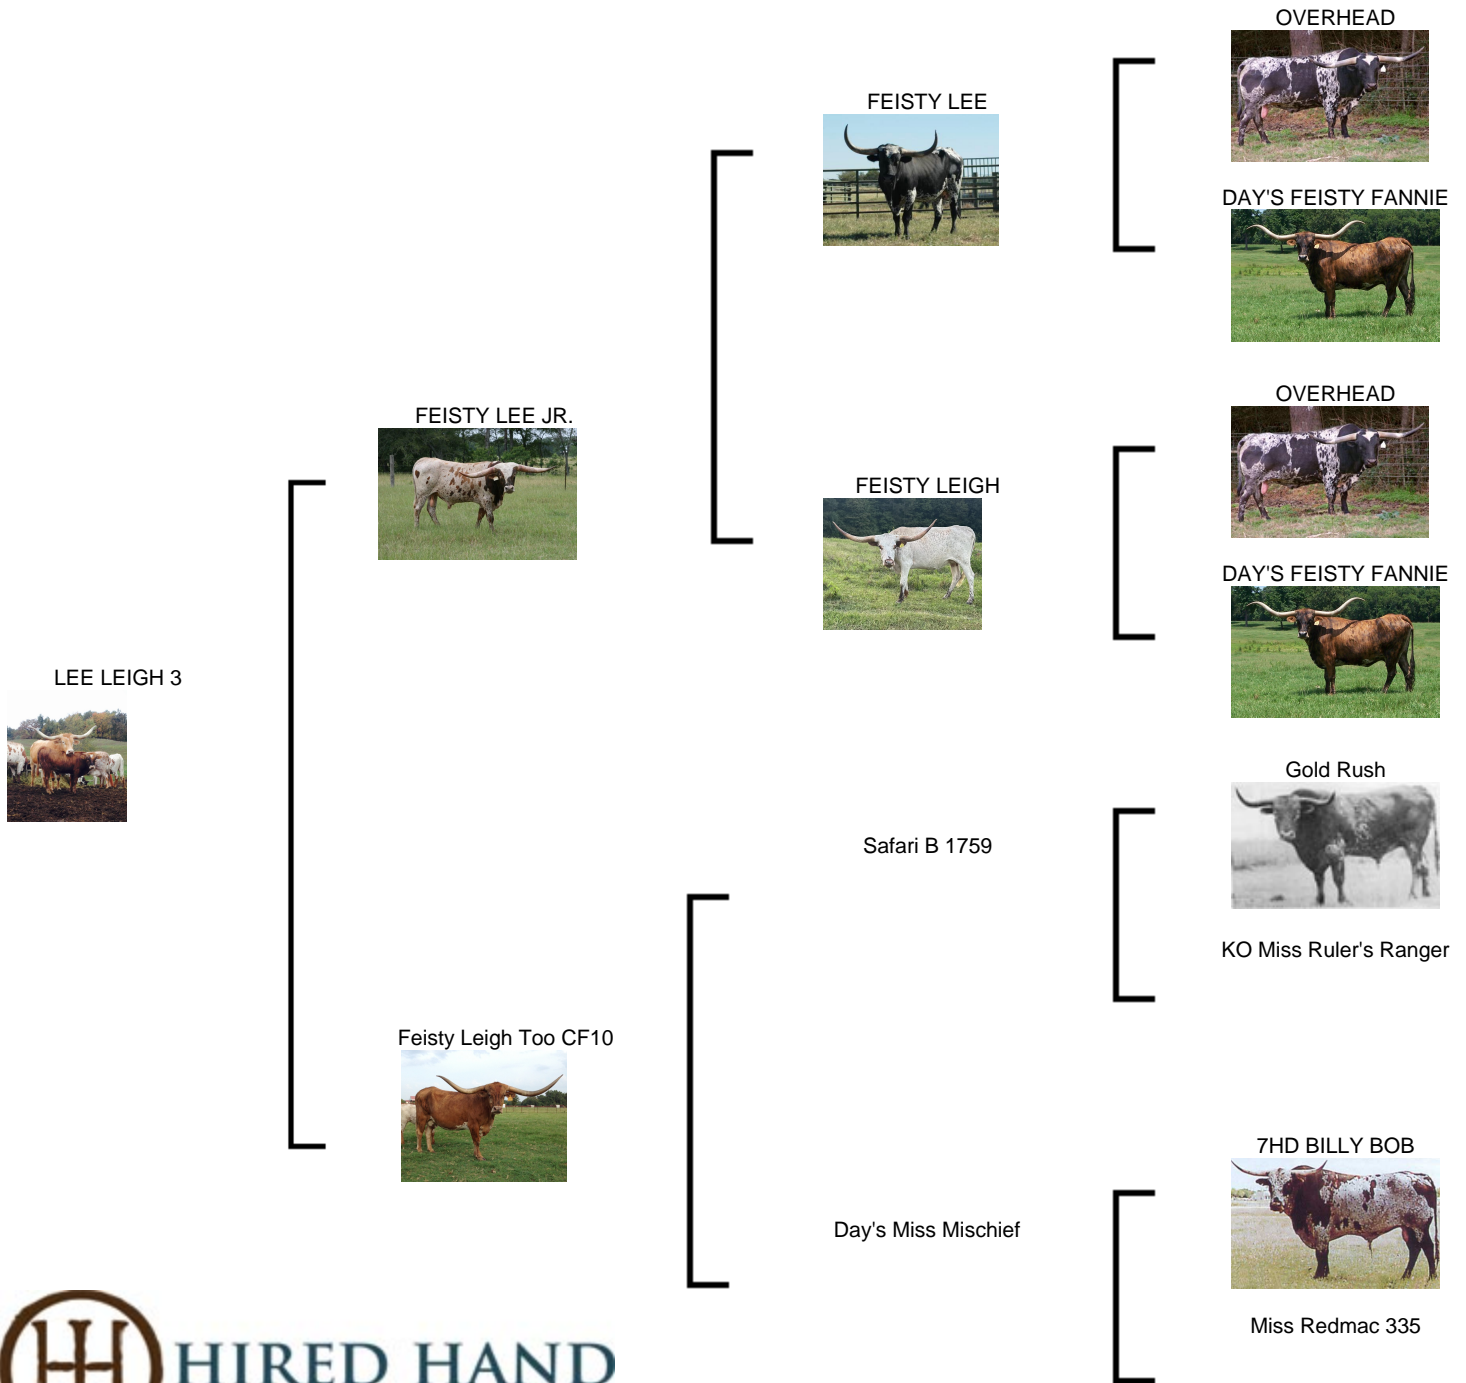 OVERHEAD
FEISTY LEE
DAY'S FEISTY FANNIE
OVERHEAD
FEISTY LEE JR.
FEISTY LEIGH
DAY'S FEISTY FANNIE
LEE LEIGH 3
Gold Rush
Safari B 1759
KO Miss Ruler's Ranger
Feisty Leigh Too CF10
7HD BILLY BOB
Day's Miss Mischief
Miss Redmac 335
HIRED HAND